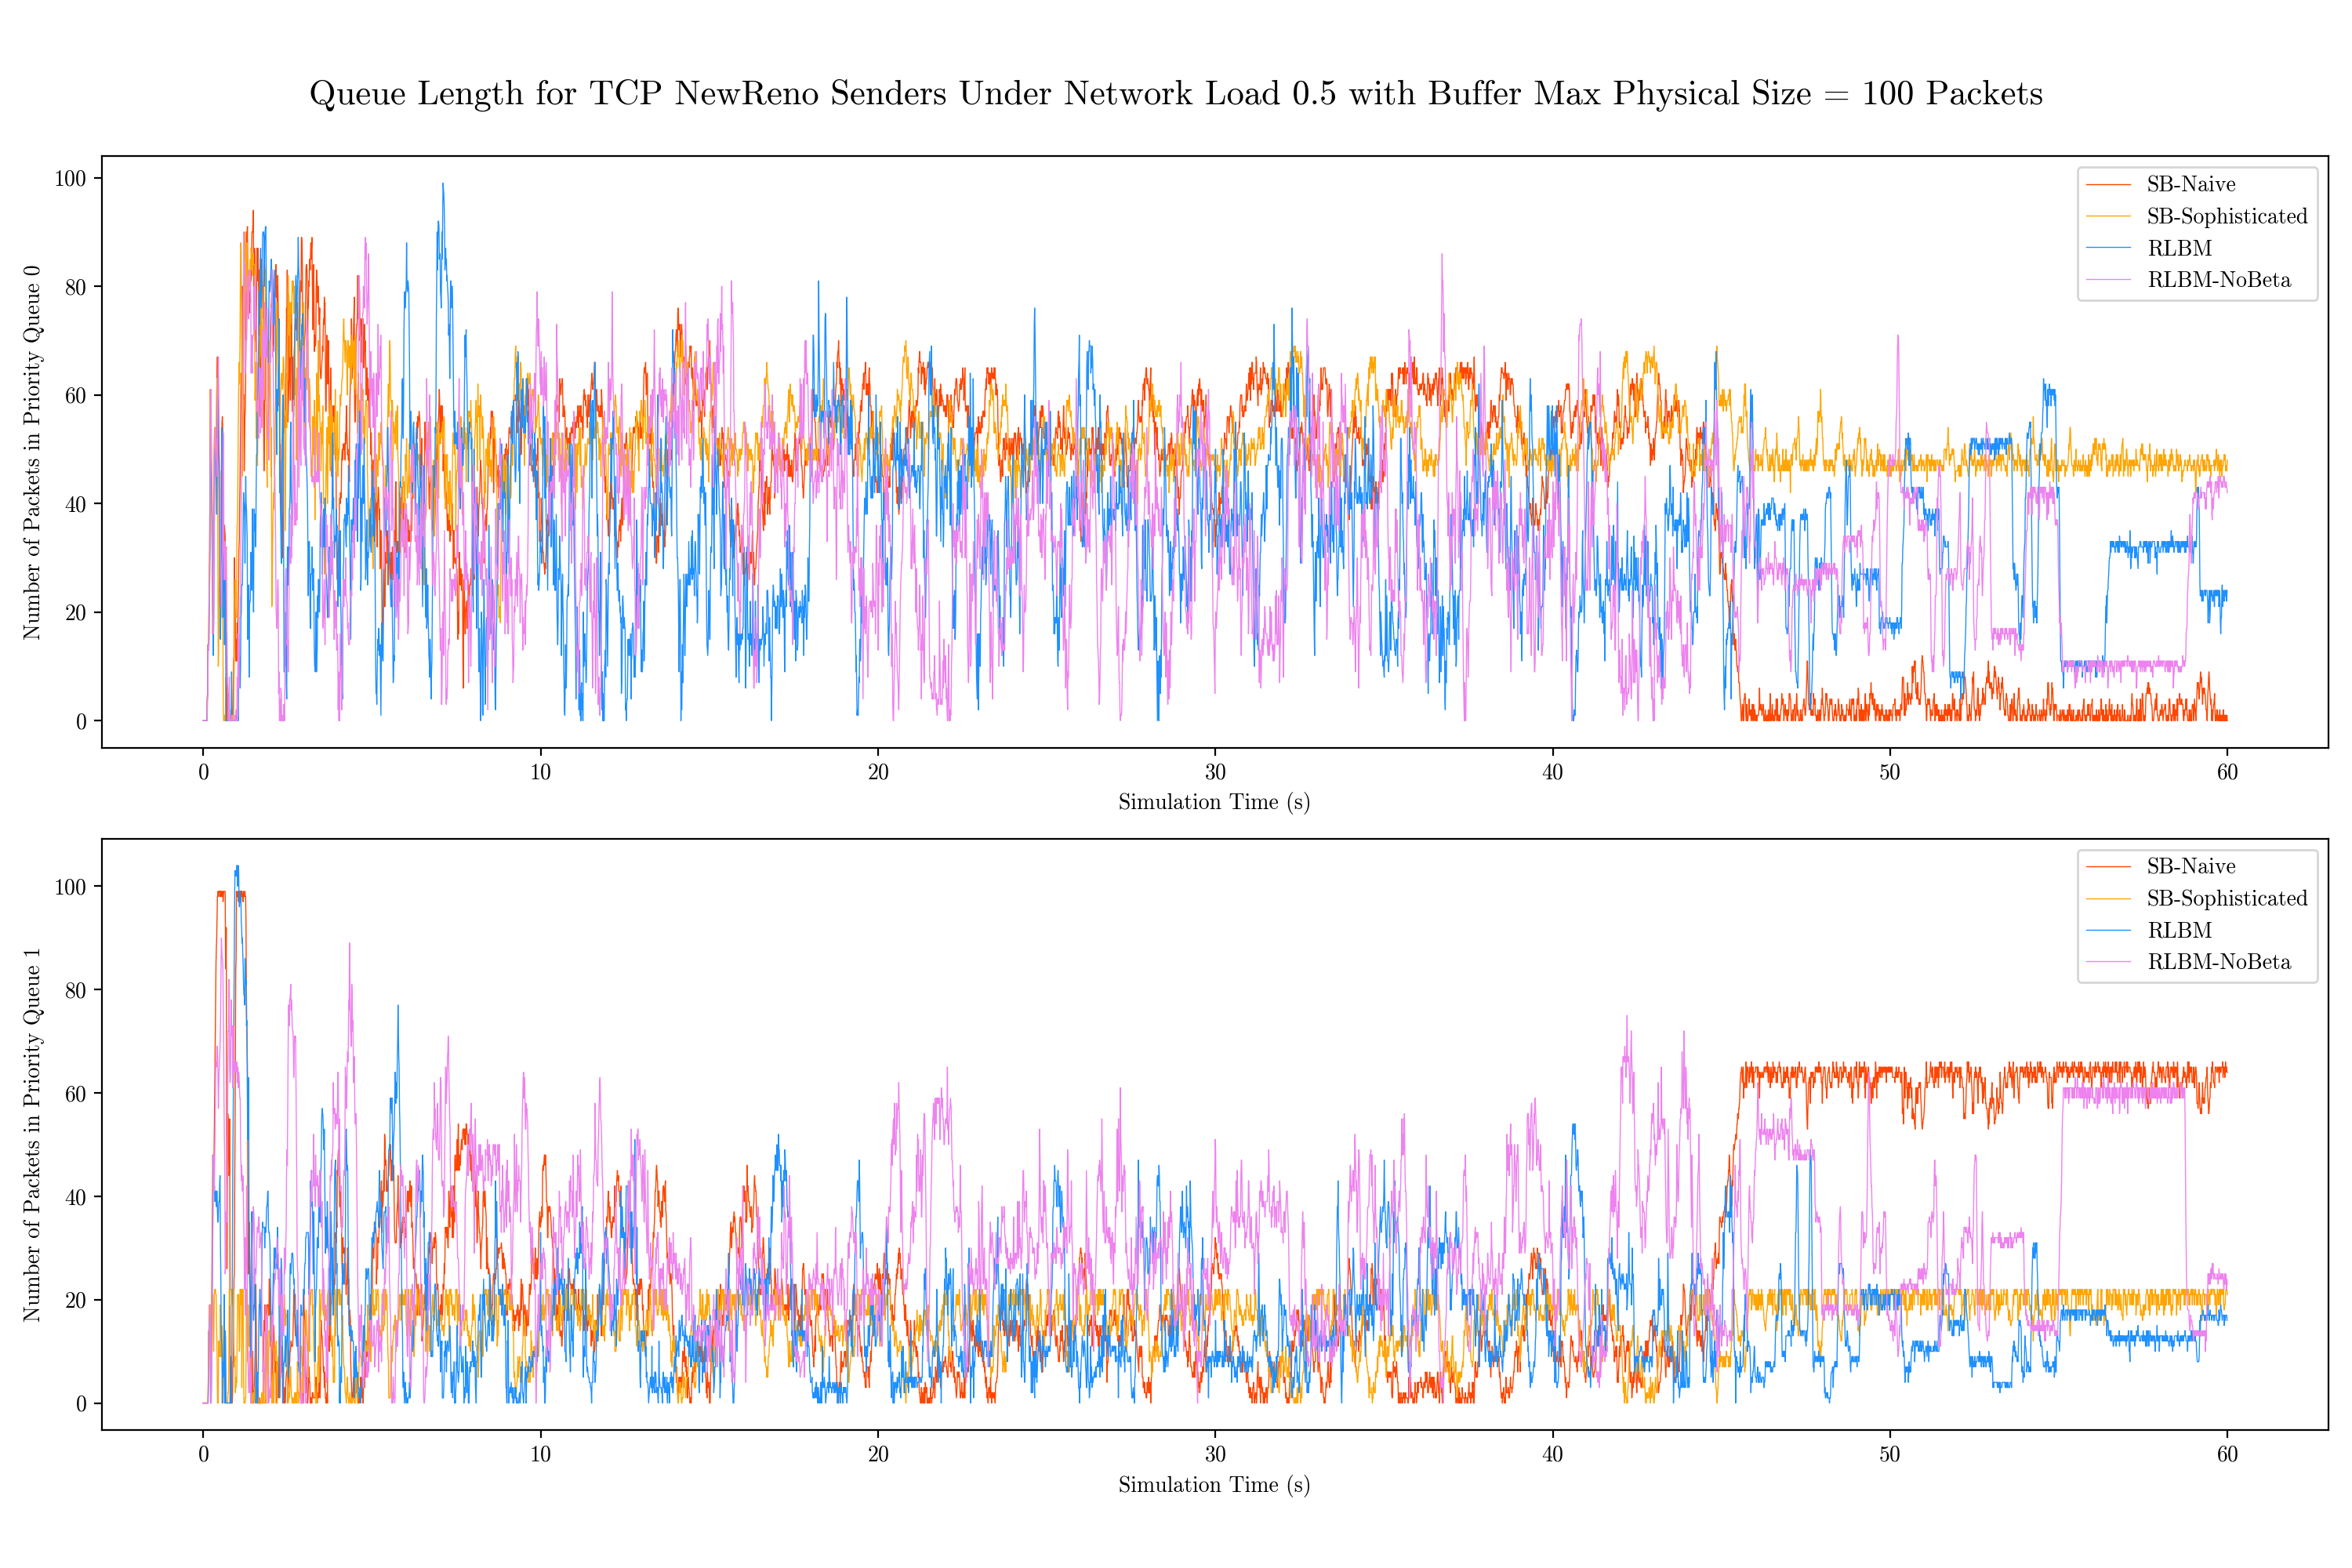 Queue Length for TCP NewReno Senders Under Network Load 0.5 with Buffer Max Physical Size = 100 Packets
Number of Packets in Priority Queue 0
100
80
60
40
20
0
SB-Naive
SB-Sophisticated
RLBM
RLBM-NoBeta
0 10 20 30 40 50 60
Simulation Time (s)
Number of Packets in Priority Queue 1
100
80
60
40
20
0
SB-Naive
SB-Sophisticated
RLBM
RLBM-NoBeta
0 10 20 30 40 50 60
Simulation Time (s)